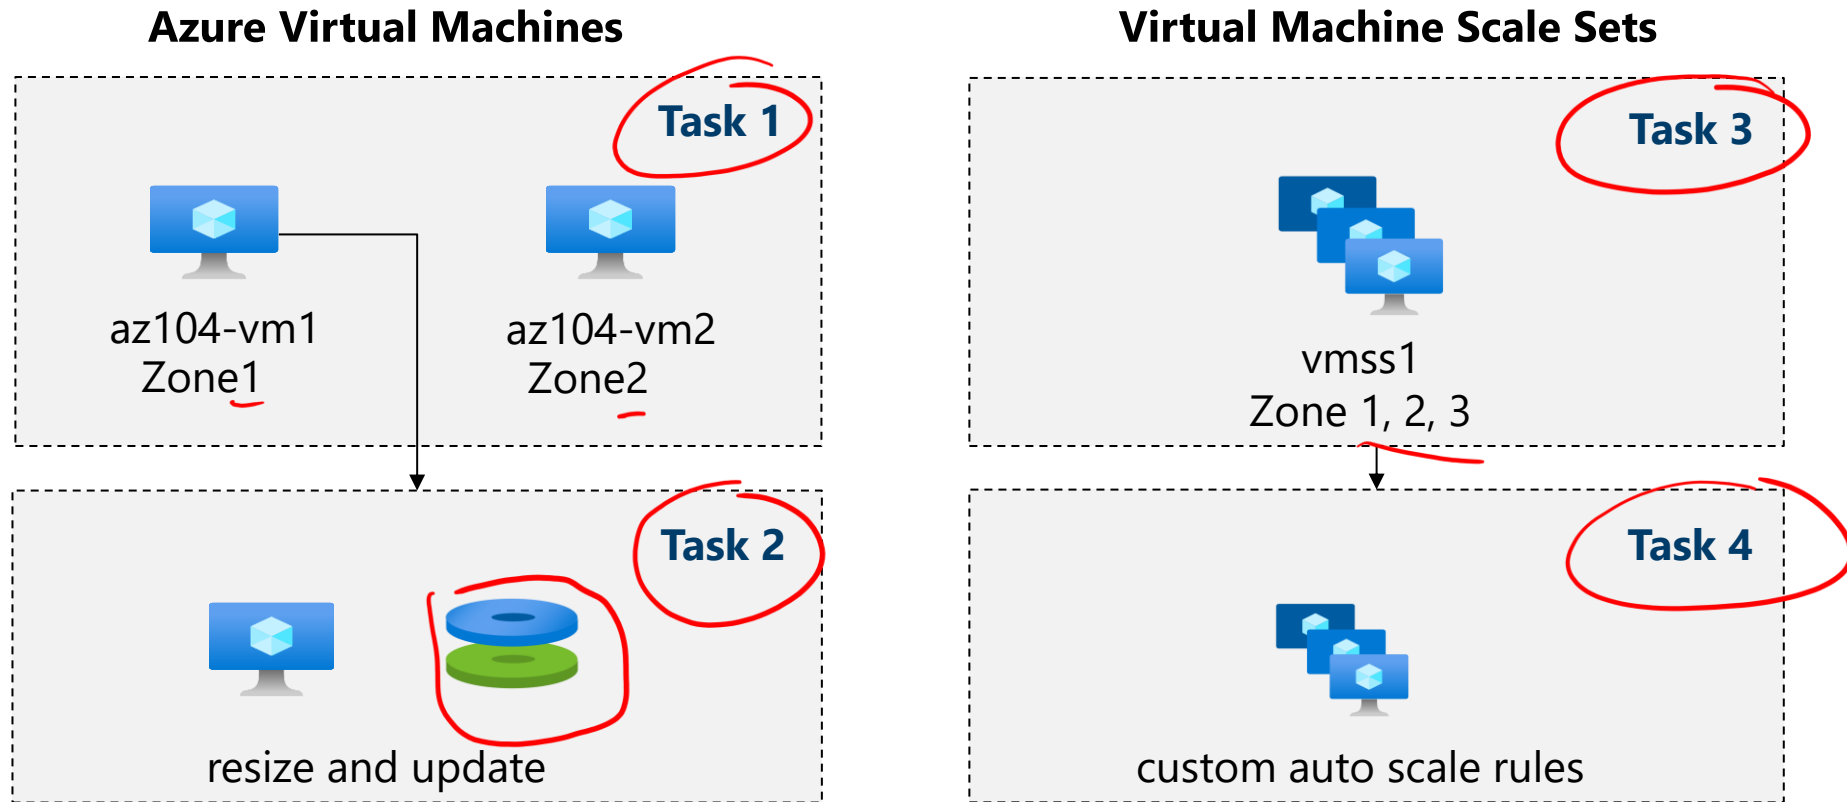 Azure Virtual Machines
Task 1
az104-vm1
Zone1
az104-vm2
Zone2
Task 2
resize and update
Virtual Machine Scale Sets
Task 3
vmss1
Zone 1, 2, 3
Task 4
custom auto scale rules